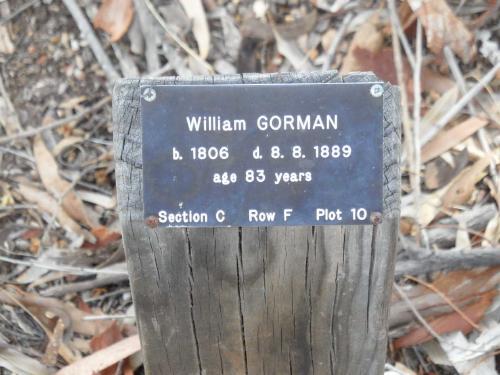 William GORMAN
b. 1806 d. 8. 8. 1889
age 83 years
Section C Row F Plot 10